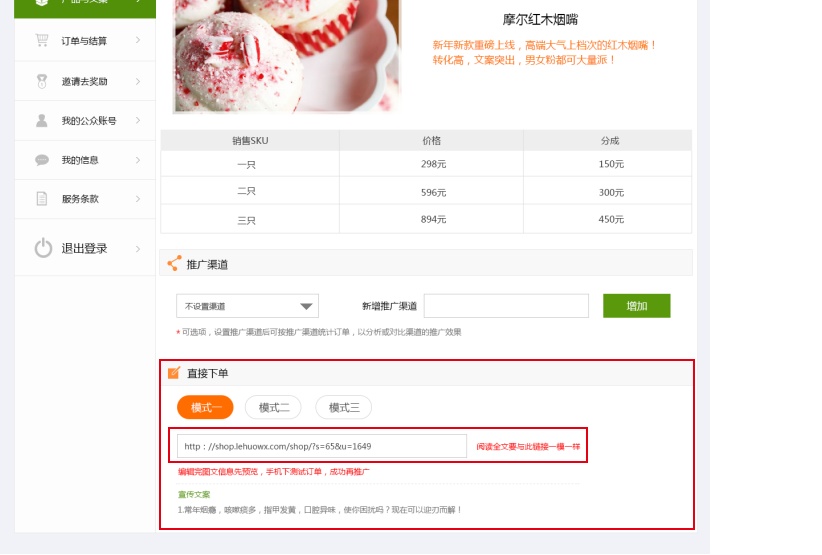 产品与文案
摩尔红木烟嘴
新年新款重磅上线，高端大气上档次的红木烟嘴！
转化高，文案突出，男女粉都可大量派！
订单与结算
邀请去奖励
我的公众账号
我的信息
服务条款
退出登录
销售SKU 价格 分成
一只 298元 150元
二只 596元 300元
三只 894元 450元
推广渠道
不设置渠道 新增推广渠道 增加
*可选项，设置推广渠道后可按推广渠道统计订单，以分析或对比渠道的推广效果
直接下单
模式一 模式二 模式三
http：//shop.lehuowx.com/shop/?s=65&u=1649 阅读全文要与此链接一模一样
编辑完图文信息先预览，手机下测试订单，成功再推广
宣传文案
1.常年烟瘾，咳嗽痰多，指甲发黄，口腔异味，使你困扰吗？现在可以迎刃而解！